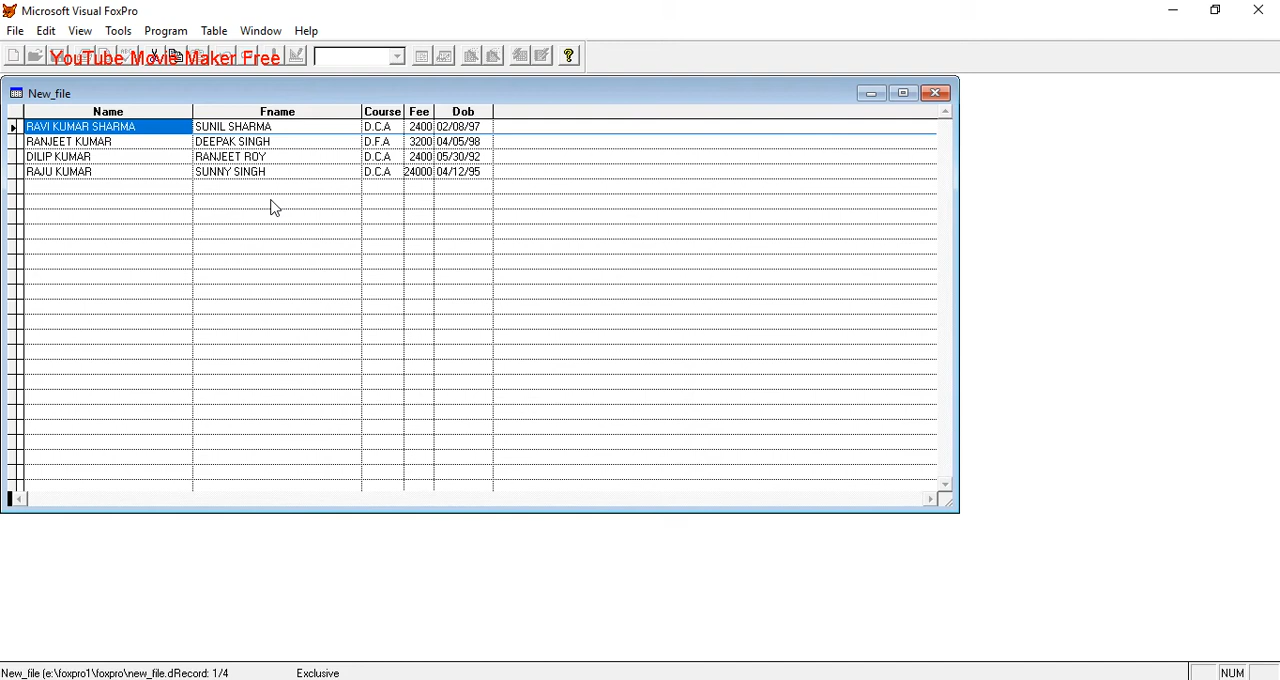 Microsoft Visual FoxPro
File Edit View Tools Program Table Window Help
YouTube Movie Maker Free
New_file
Name Fname Course Fee Dob
RAVI KUMAR SHARMA SUNIL SHARMA D.C.A 2400 02/08/97
RANJEET KUMAR DEEPAK SINGH D.F.A 3200 04/05/98
DILIP KUMAR RANJEET ROY D.C.A 2400 05/30/92
RAJU KUMAR SUNNY SINGH D.C.A 24000 04/12/95
New_file (e:\foxpro1\foxpro\new_file.dRecord: 1/4 Exclusive NUM